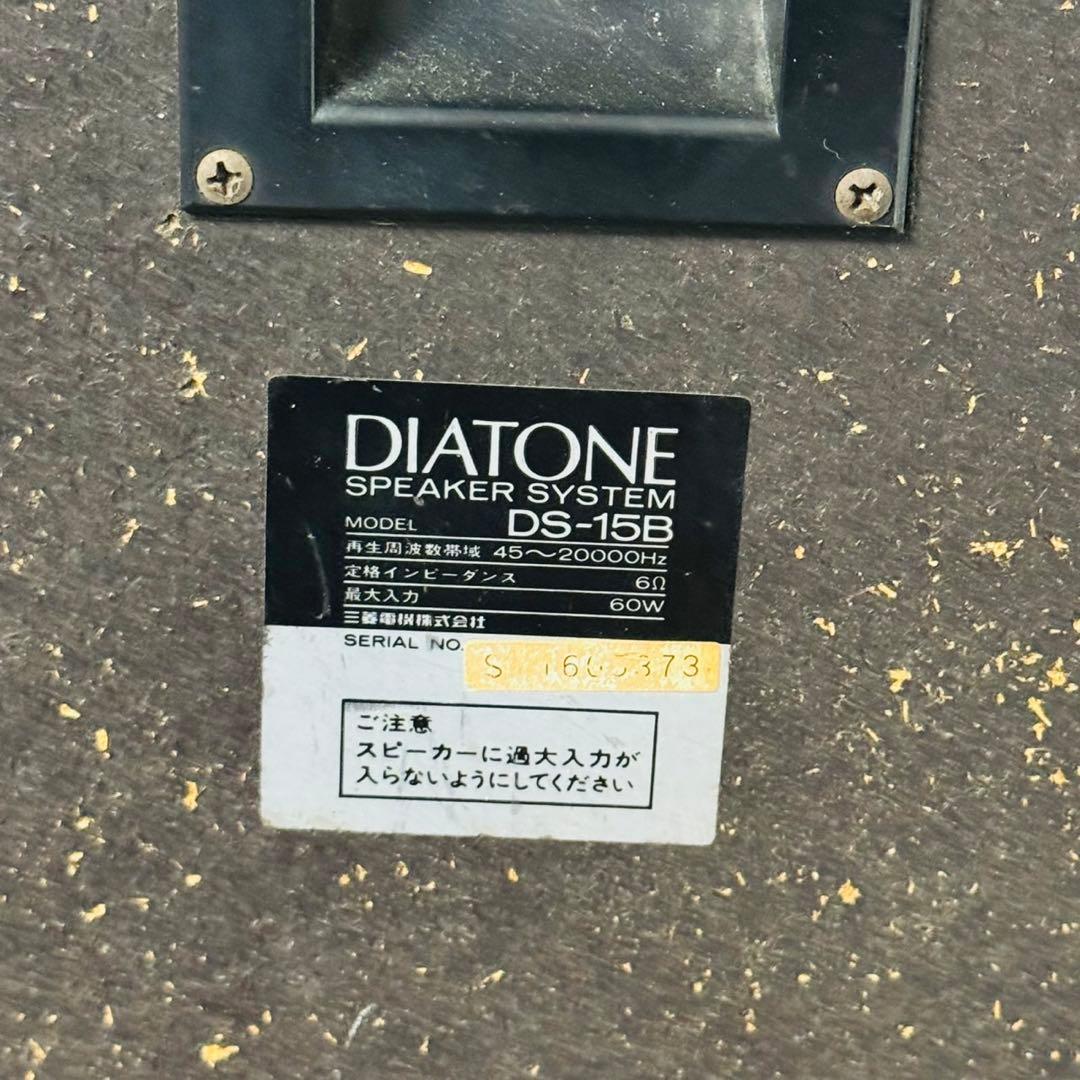 DIATONE
SPEAKER SYSTEM
MODEL DS-15B
再生周波数帯域 45〜20000Hz
定格インピーダンス 6Ω
最大入力 60W
三菱電機株式会社
SERIAL NO. S
ご注意
スピーカーに過大入力が
入らないようにしてください